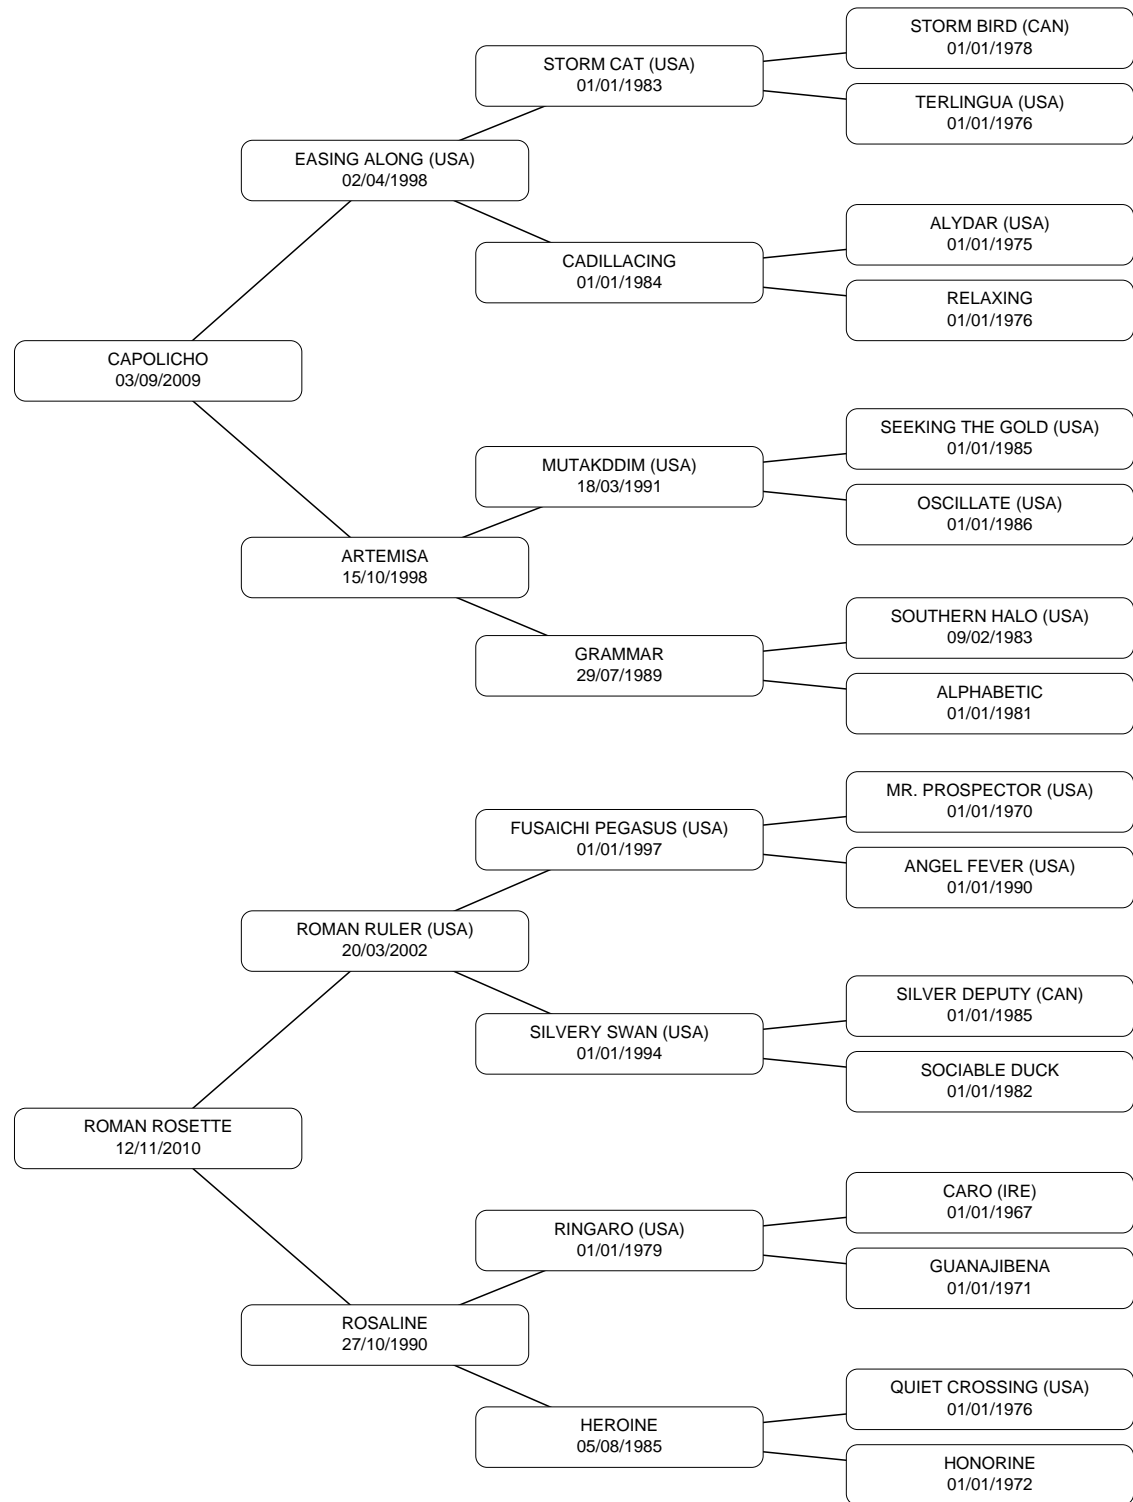 STORM BIRD (CAN)
01/01/1978
STORM CAT (USA)
01/01/1983
TERLINGUA (USA)
01/01/1976
EASING ALONG (USA)
02/04/1998
ALYDAR (USA)
01/01/1975
CADILLACING
01/01/1984
RELAXING
01/01/1976
CAPOLICHO
03/09/2009
SEEKING THE GOLD (USA)
01/01/1985
MUTAKDDIM (USA)
18/03/1991
OSCILLATE (USA)
01/01/1986
ARTEMISA
15/10/1998
SOUTHERN HALO (USA)
09/02/1983
GRAMMAR
29/07/1989
ALPHABETIC
01/01/1981
MR. PROSPECTOR (USA)
01/01/1970
FUSAICHI PEGASUS (USA)
01/01/1997
ANGEL FEVER (USA)
01/01/1990
ROMAN RULER (USA)
20/03/2002
SILVER DEPUTY (CAN)
01/01/1985
SILVERY SWAN (USA)
01/01/1994
SOCIABLE DUCK
01/01/1982
ROMAN ROSETTE
12/11/2010
CARO (IRE)
01/01/1967
RINGARO (USA)
01/01/1979
GUANAJIBENA
01/01/1971
ROSALINE
27/10/1990
QUIET CROSSING (USA)
01/01/1976
HEROINE
05/08/1985
HONORINE
01/01/1972